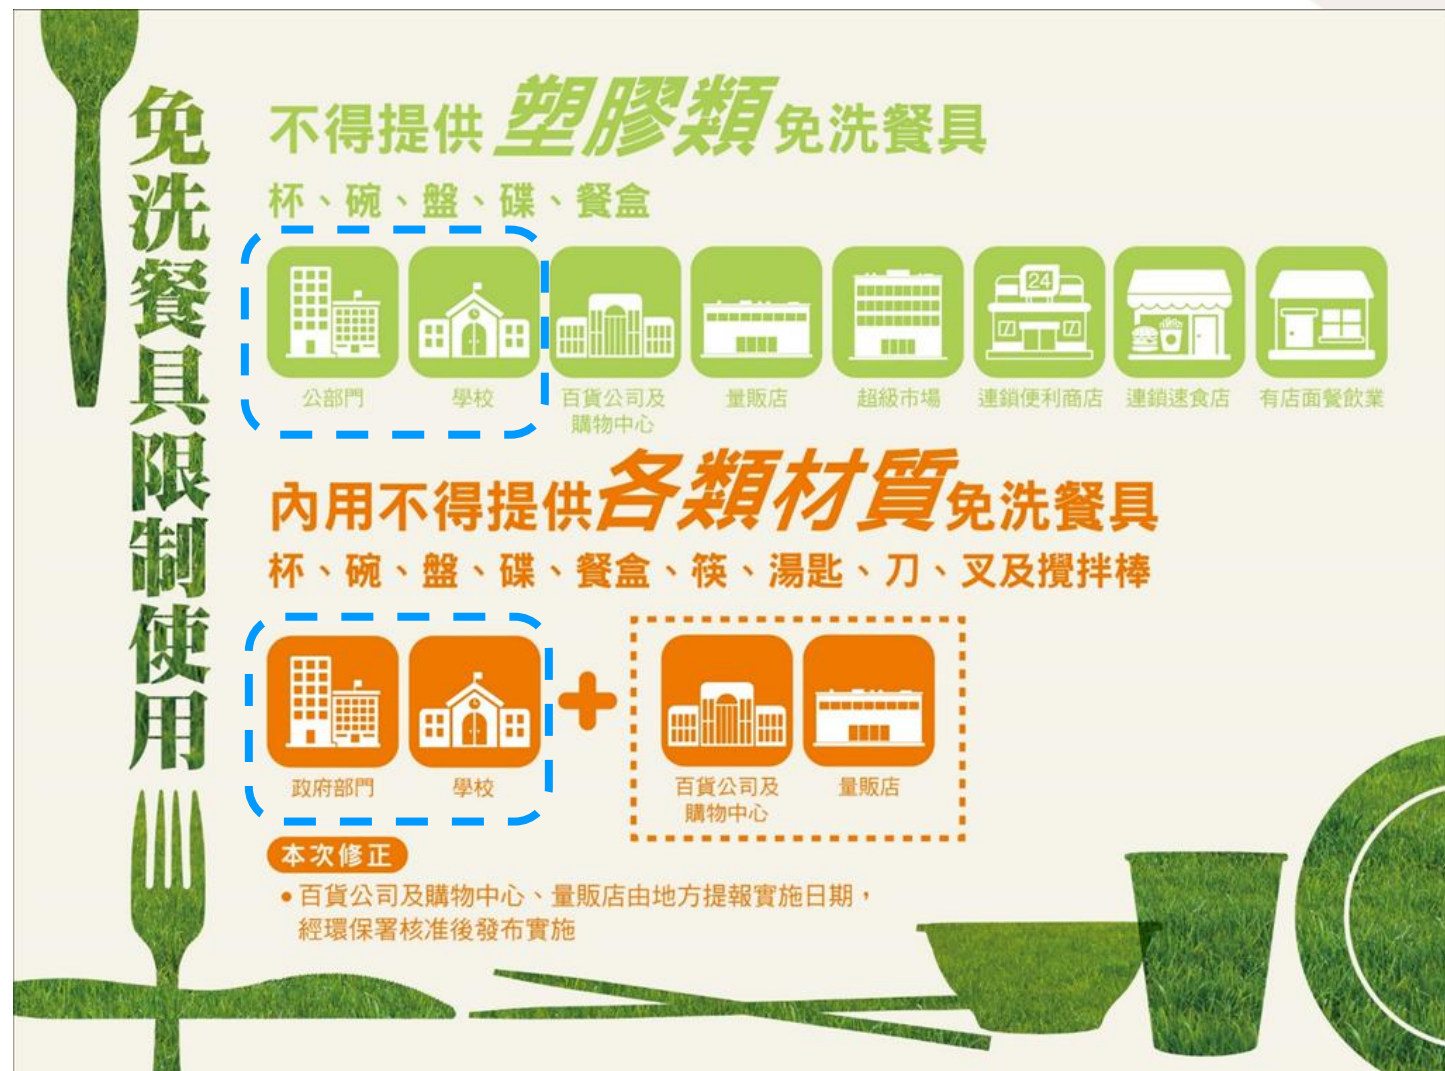 免洗餐具限制使用
不得提供塑膠類免洗餐具
杯、碗、盤、碟、餐盒
24
公部門
學校
百貨公司及
購物中心
量販店
超級市場
連鎖便利商店
連鎖速食店
有店面餐飲業
內用不得提供各類材質免洗餐具
杯、碗、盤、碟、餐盒、筷、湯匙、刀、叉及攪拌棒
政府部門
學校
百貨公司及
購物中心
量販店
本次修正
•百貨公司及購物中心、量販店由地方提報實施日期，
經環保署核准後發布實施